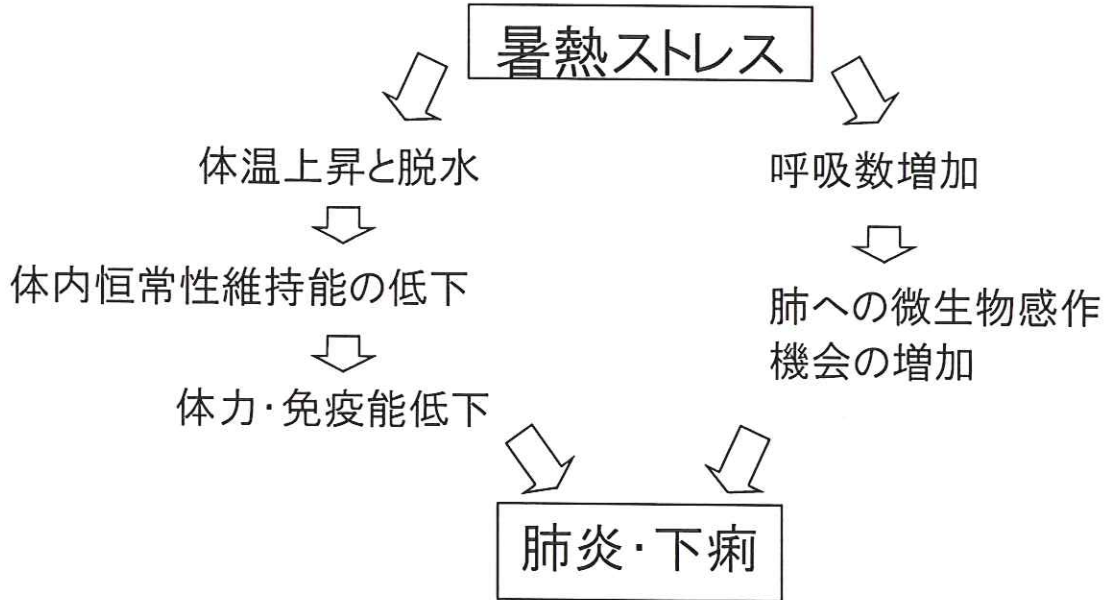 暑熱ストレス
体温上昇と脱水
体内恒常性維持能の低下
体力・免疫能低下
呼吸数増加
肺への微生物感作
機会の増加
肺炎・下痢